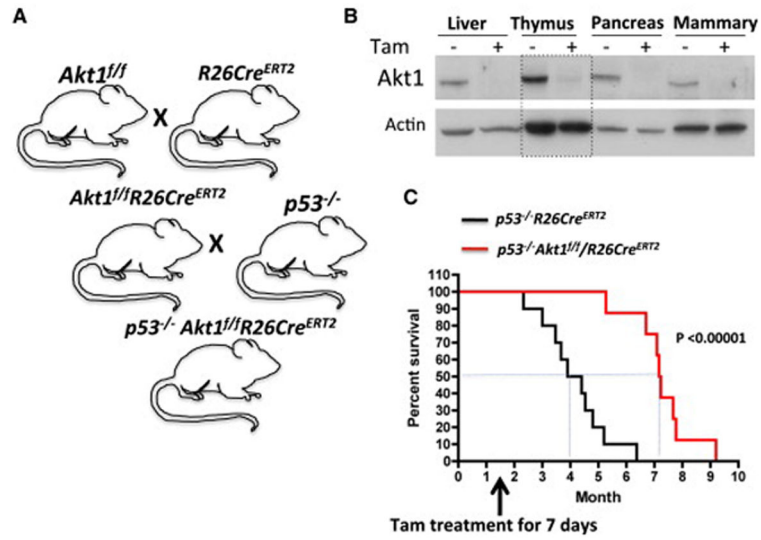 A
Akt1f/f
R26CreERT2
X
Akt1f/fR26CreERT2
p53-/-
X
p53-/- Akt1f/fR26CreERT2
B
Liver Thymus Pancreas Mammary
Tam - + - + - + - +
Akt1
Actin
C
p53-/-R26CreERT2
p53-/-Akt1f/f/R26CreERT2
110
100
90
80
70
60
50
40
30
20
10
0
Percent survival
P <0.00001
0 1 2 3 4 5 6 7 8 9 10
Month
Tam treatment for 7 days